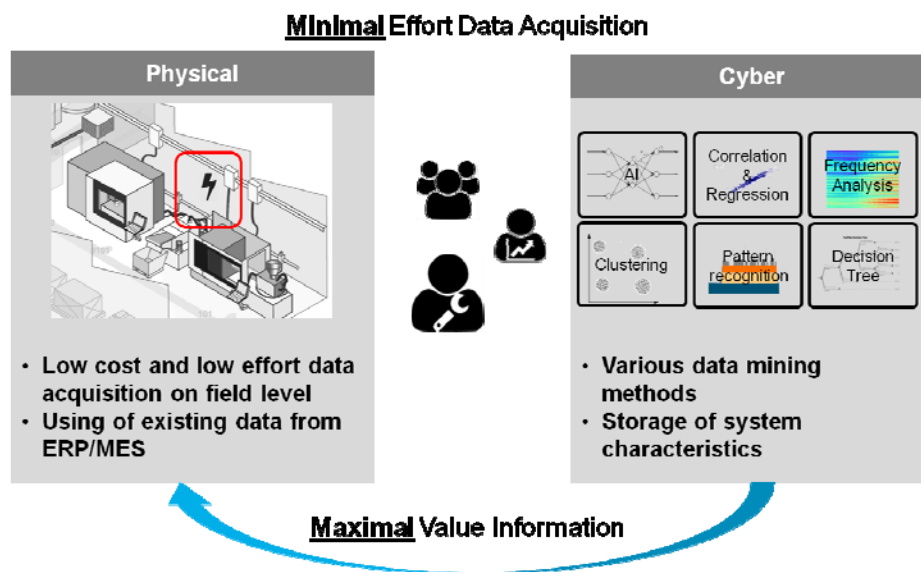 Minimal Effort Data Acquisition
Physical
Cyber
AI
Correlation
&
Regression
Frequency
Analysis
Clustering
Pattern
recognition
Decision
Tree
• Low cost and low effort data
acquisition on field level
• Using of existing data from
ERP/MES
• Various data mining
methods
• Storage of system
characteristics
Maximal Value Information